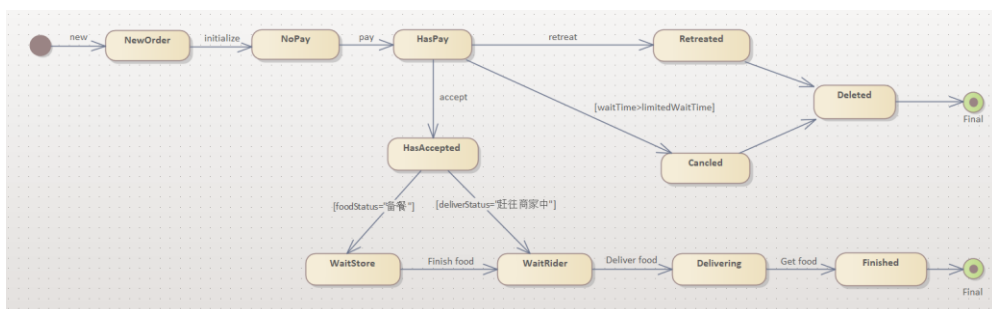 new
NewOrder
initialize
NoPay
pay
HasPay
retreat
Retreated
Deleted
Final
accept
[waitTime>limitedWaitTime]
HasAccepted
Cancled
[foodStatus="备餐"]
[deliverStatus="赶往商家中"]
WaitStore
Finish food
WaitRider
Deliver food
Delivering
Get food
Finished
Final